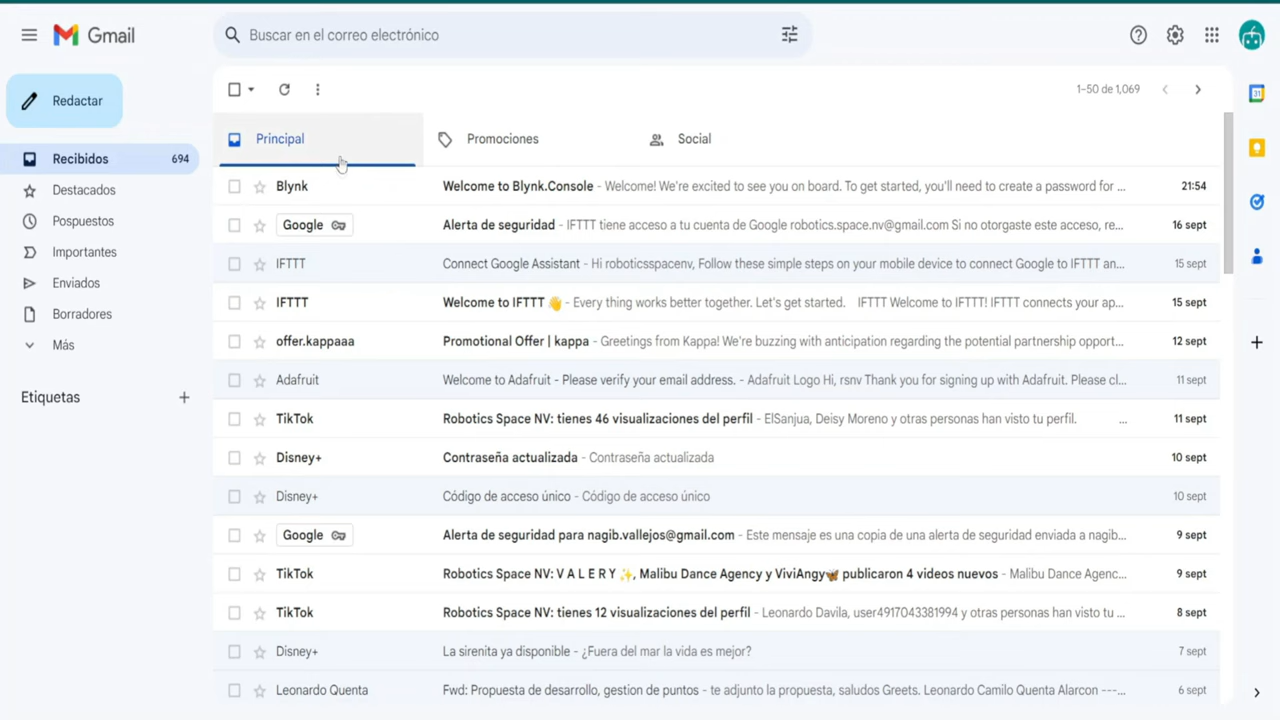 Gmail
Buscar en el correo electrónico
Redactar
1-50 de 1,069
Principal
Promociones
Social
Recibidos 694
Destacados
Pospuestos
Importantes
Enviados
Borradores
Más
Etiquetas
Blynk Welcome to Blynk.Console - Welcome! We're excited to see you on board. To get started, you'll need to create a password for ... 21:54
Google Alerta de seguridad - IFTTT tiene acceso a tu cuenta de Google robotics.space.nv@gmail.com Si no otorgaste este acceso, re... 16 sept
IFTTT Connect Google Assistant - Hi roboticsspacenv, Follow these simple steps on your mobile device to connect Google to IFTTT an... 15 sept
IFTTT Welcome to IFTTT 👋 - Every thing works better together. Let's get started. IFTTT Welcome to IFTTT! IFTTT connects your ap... 15 sept
offer.kappaaa Promotional Offer | kappa - Greetings from Kappa! We're buzzing with anticipation regarding the potential partnership opport... 12 sept
Adafruit Welcome to Adafruit - Please verify your email address. - Adafruit Logo Hi, rsnv Thank you for signing up with Adafruit. Please cl... 11 sept
TikTok Robotics Space NV: tienes 46 visualizaciones del perfil - ElSanjua, Deisy Moreno y otras personas han visto tu perfil. ... 11 sept
Disney+ Contraseña actualizada - Contraseña actualizada 10 sept
Disney+ Código de acceso único - Código de acceso único 10 sept
Google Alerta de seguridad para nagib.vallejos@gmail.com - Este mensaje es una copia de una alerta de seguridad enviada a nagib... 9 sept
TikTok Robotics Space NV: V A L E R Y ✨, Malibu Dance Agency y ViviAngy🦋 publicaron 4 videos nuevos - Malibu Dance Agenc... 9 sept
TikTok Robotics Space NV: tienes 12 visualizaciones del perfil - Leonardo Davila, user4917043381994 y otras personas han visto tu ... 8 sept
Disney+ La sirenita ya disponible - ¿Fuera del mar la vida es mejor? 7 sept
Leonardo Quenta Fwd: Propuesta de desarrollo, gestion de puntos - te adjunto la propuesta, saludos Greets. Leonardo Camilo Quenta Alarcon ---... 6 sept